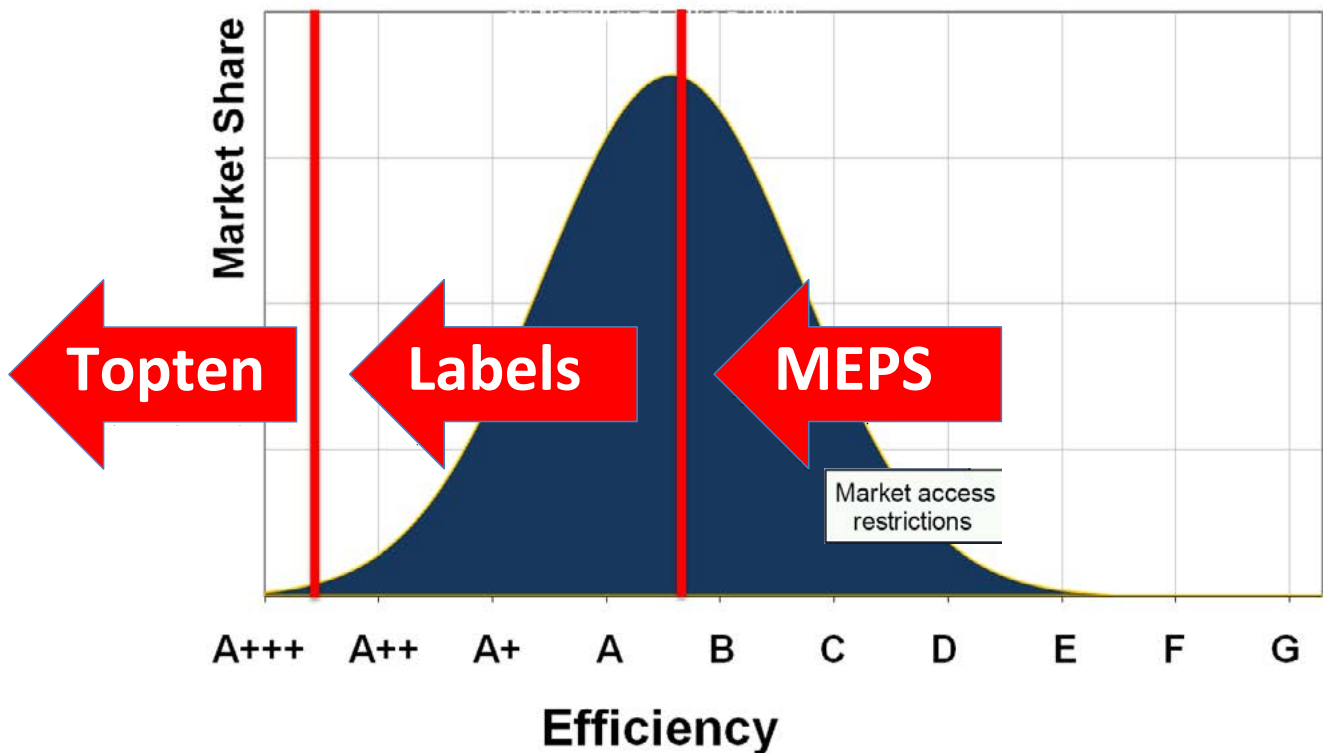 Market Share
Topten
Labels
MEPS
Market access
restrictions
A+++ A++ A+ A B C D E F G
Efficiency